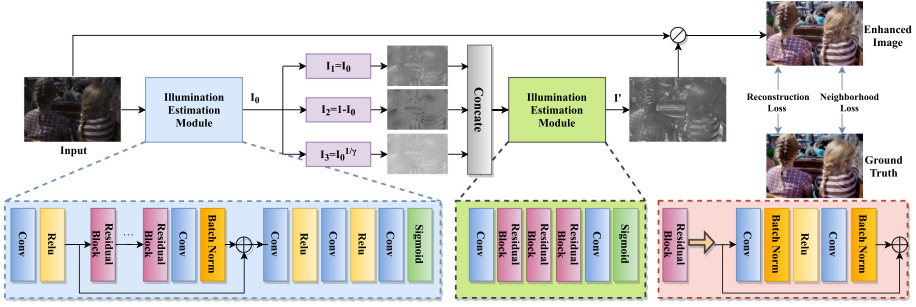 Input
Illumination
Estimation
Module
I₀
I₁=I₀
I₂=1-I₀
I₃=I₀^1/γ
Concate
Illumination
Estimation
Module
I'
Enhanced
Image
Reconstruction
Loss
Neighborhood
Loss
Ground
Truth
Conv
Relu
Residual
Block
...
Residual
Block
Conv
Batch Norm
Conv
Relu
Conv
Relu
Conv
Sigmoid
Conv
Residual
Block
Residual
Block
Residual
Block
Conv
Sigmoid
Residual
Block
Conv
Batch Norm
Relu
Conv
Batch Norm